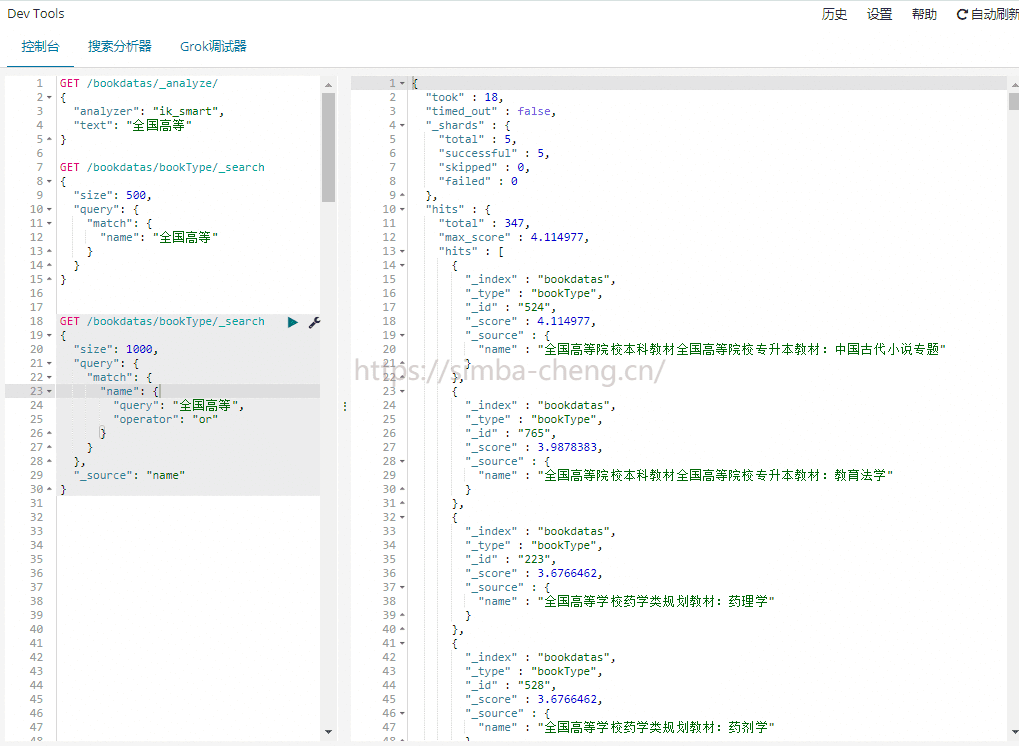 Dev Tools
历史 设置 帮助 自动刷新
控制台 搜索分析器 Grok调试器
1 GET /bookdatas/_analyze/
2 {
3 "analyzer": "ik_smart",
4 "text": "全国高等"
5 }
6
7 GET /bookdatas/bookType/_search
8 {
9 "size": 500,
10 "query": {
11 "match": {
12 "name": "全国高等"
13 }
14 }
15 }
16
17
18 GET /bookdatas/bookType/_search
19 {
20 "size": 1000,
21 "query": {
22 "match": {
23 "name": {
24 "query": "全国高等",
25 "operator": "or"
26 }
27 }
28 },
29 "_source": "name"
30 }
31
32
33
34
35
36
37
38
39
40
41
42
43
44
45
46
47
48
1 {
2 "took" : 18,
3 "timed_out" : false,
4 "_shards" : {
5 "total" : 5,
6 "successful" : 5,
7 "skipped" : 0,
8 "failed" : 0
9 },
10 "hits" : {
11 "total" : 347,
12 "max_score" : 4.114977,
13 "hits" : [
14 {
15 "_index" : "bookdatas",
16 "_type" : "bookType",
17 "_id" : "524",
18 "_score" : 4.114977,
19 "_source" : {
20 "name" : "全国高等院校本科教材全国高等院校专升本教材: 中国古代小说专题"
21 }
22 },
23 {
24 "_index" : "bookdatas",
25 "_type" : "bookType",
26 "_id" : "765",
27 "_score" : 3.9878383,
28 "_source" : {
29 "name" : "全国高等院校本科教材全国高等院校专升本教材: 教育法学"
30 }
31 },
32 {
33 "_index" : "bookdatas",
34 "_type" : "bookType",
35 "_id" : "223",
36 "_score" : 3.6766462,
37 "_source" : {
38 "name" : "全国高等学校药学类规划教材: 药理学"
39 }
40 },
41 {
42 "_index" : "bookdatas",
43 "_type" : "bookType",
44 "_id" : "528",
45 "_score" : 3.6766462,
46 "_source" : {
47 "name" : "全国高等学校药学类规划教材: 药剂学"
48 }
https://simba-cheng.cn/